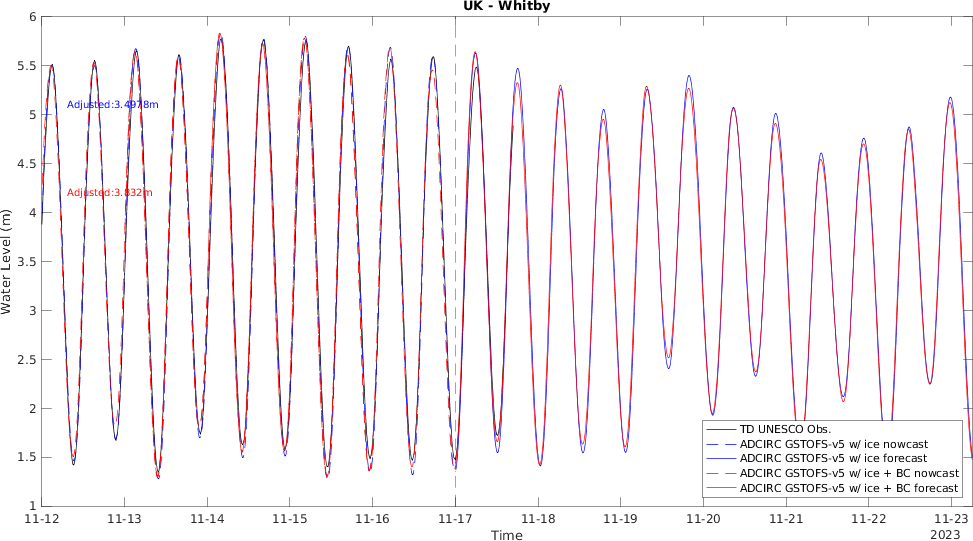 UK - Whitby
6
5.5
5
4.5
4
3.5
3
2.5
2
1.5
1
Water Level (m)
Adjusted:3.4978m
Adjusted:3.832m
TD UNESCO Obs.
ADCIRC GSTOFS-v5 w/ ice nowcast
ADCIRC GSTOFS-v5 w/ ice forecast
ADCIRC GSTOFS-v5 w/ ice + BC nowcast
ADCIRC GSTOFS-v5 w/ ice + BC forecast
11-12 11-13 11-14 11-15 11-16 11-17 11-18 11-19 11-20 11-21 11-22 11-23
2023
Time